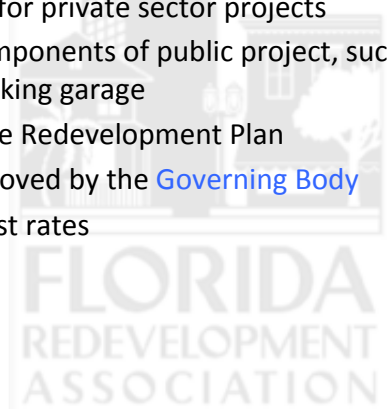 for private sector projects
mponents of public project, suc
king garage
e Redevelopment Plan
oved by the Governing Body
st rates
FLORIDA
REDEVELOPMENT
ASSOCIATION